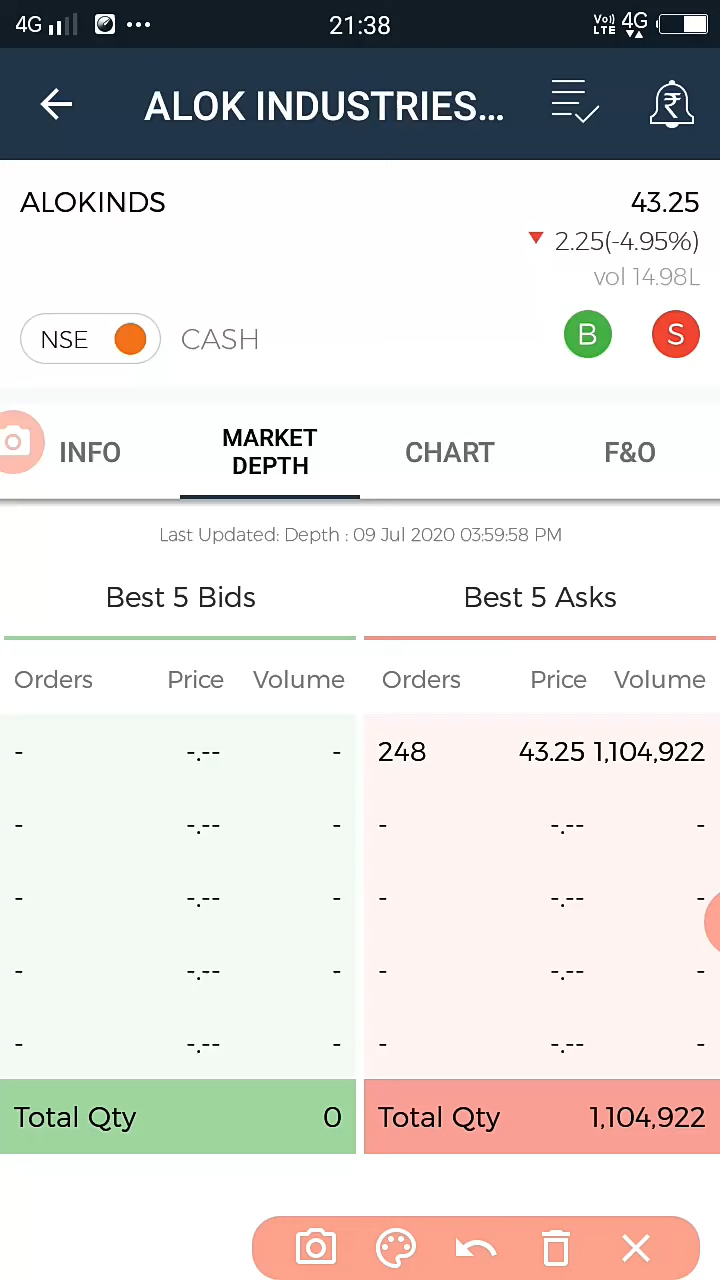 4G 21:38 Vo)) LTE 4G
ALOK INDUSTRIES...
ALOKINDS 43.25
2.25(-4.95%)
vol 14.98L
NSE CASH B S
INFO MARKET DEPTH CHART F&O
Last Updated: Depth : 09 Jul 2020 03:59:58 PM
Best 5 Bids Best 5 Asks
Orders Price Volume Orders Price Volume
- -.-- - 248 43.25 1,104,922
- -.-- - - -.-- -
- -.-- - - -.-- -
- -.-- - - -.-- -
- -.-- - - -.-- -
Total Qty 0 Total Qty 1,104,922